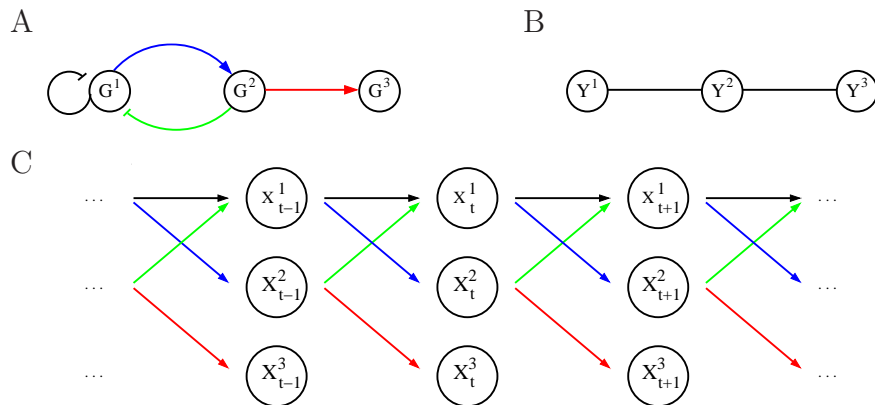 A B
G¹ G² G³ Y¹ Y² Y³
C
... X¹ₜ₋₁ X¹ₜ X¹ₜ₊₁ ...
... X²ₜ₋₁ X²ₜ X²ₜ₊₁ ...
... X³ₜ₋₁ X³ₜ X³ₜ₊₁ ...